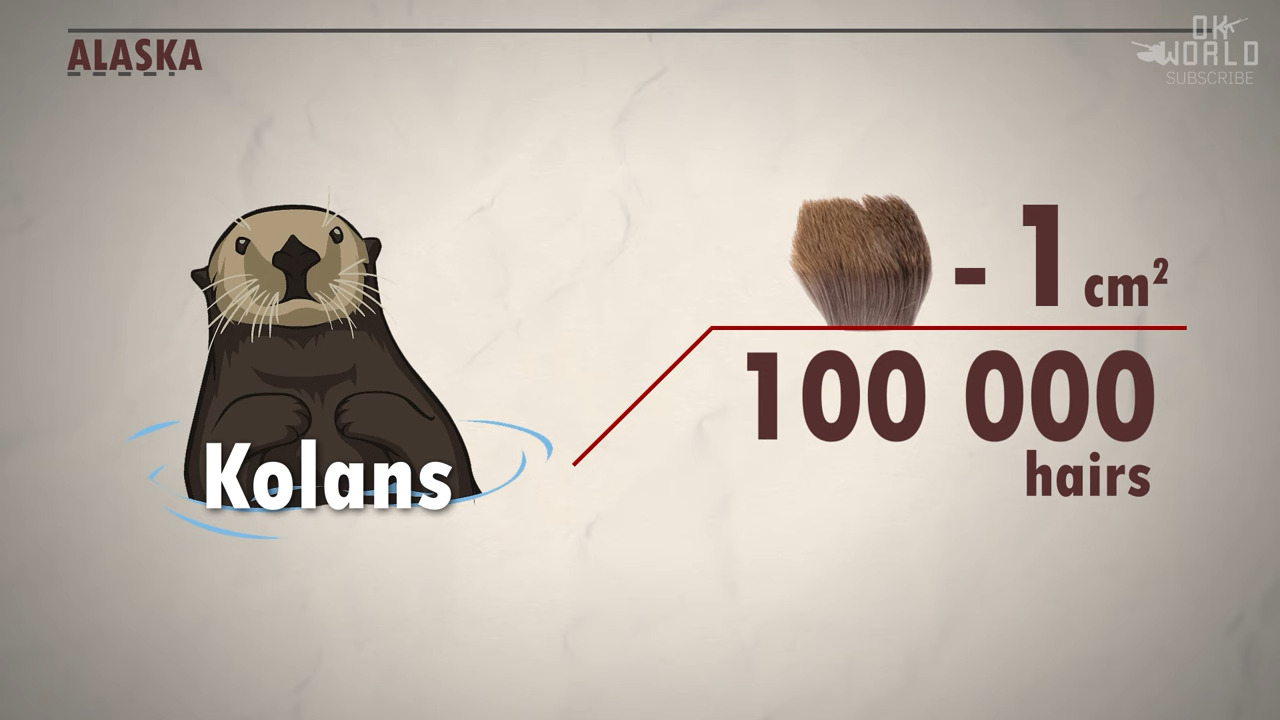 ALASKA
OK
WORLD
SUBSCRIBE
- 1 cm²
100 000
hairs
Kolans